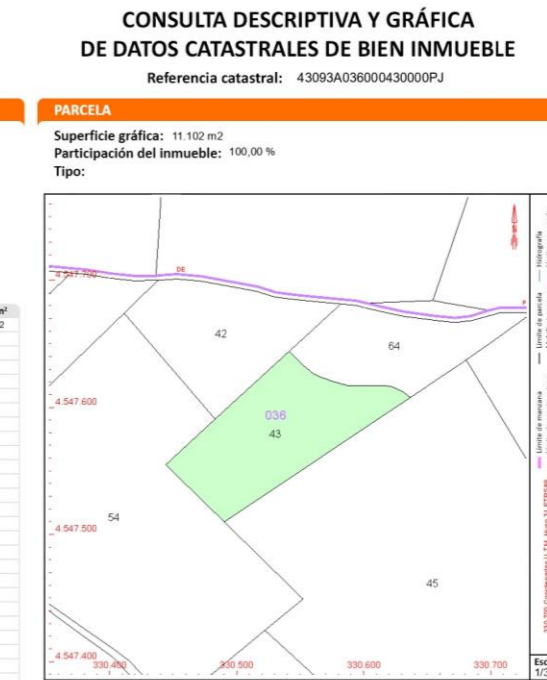 CONSULTA DESCRIPTIVA Y GRÁFICA
DE DATOS CATASTRALES DE BIEN INMUEBLE
Referencia catastral: 43093A036000430000PJ
PARCELA
Superficie gráfica: 11.102 m2
Participación del inmueble: 100,00 %
Tipo:
4.547.700
DE
42
64
4.547.600
036
43
54
4.547.500
45
4.547.400
330.400
330.500
330.600
330.700
Hidrografía
Límite de parcela
Límite de manzana
m²
2